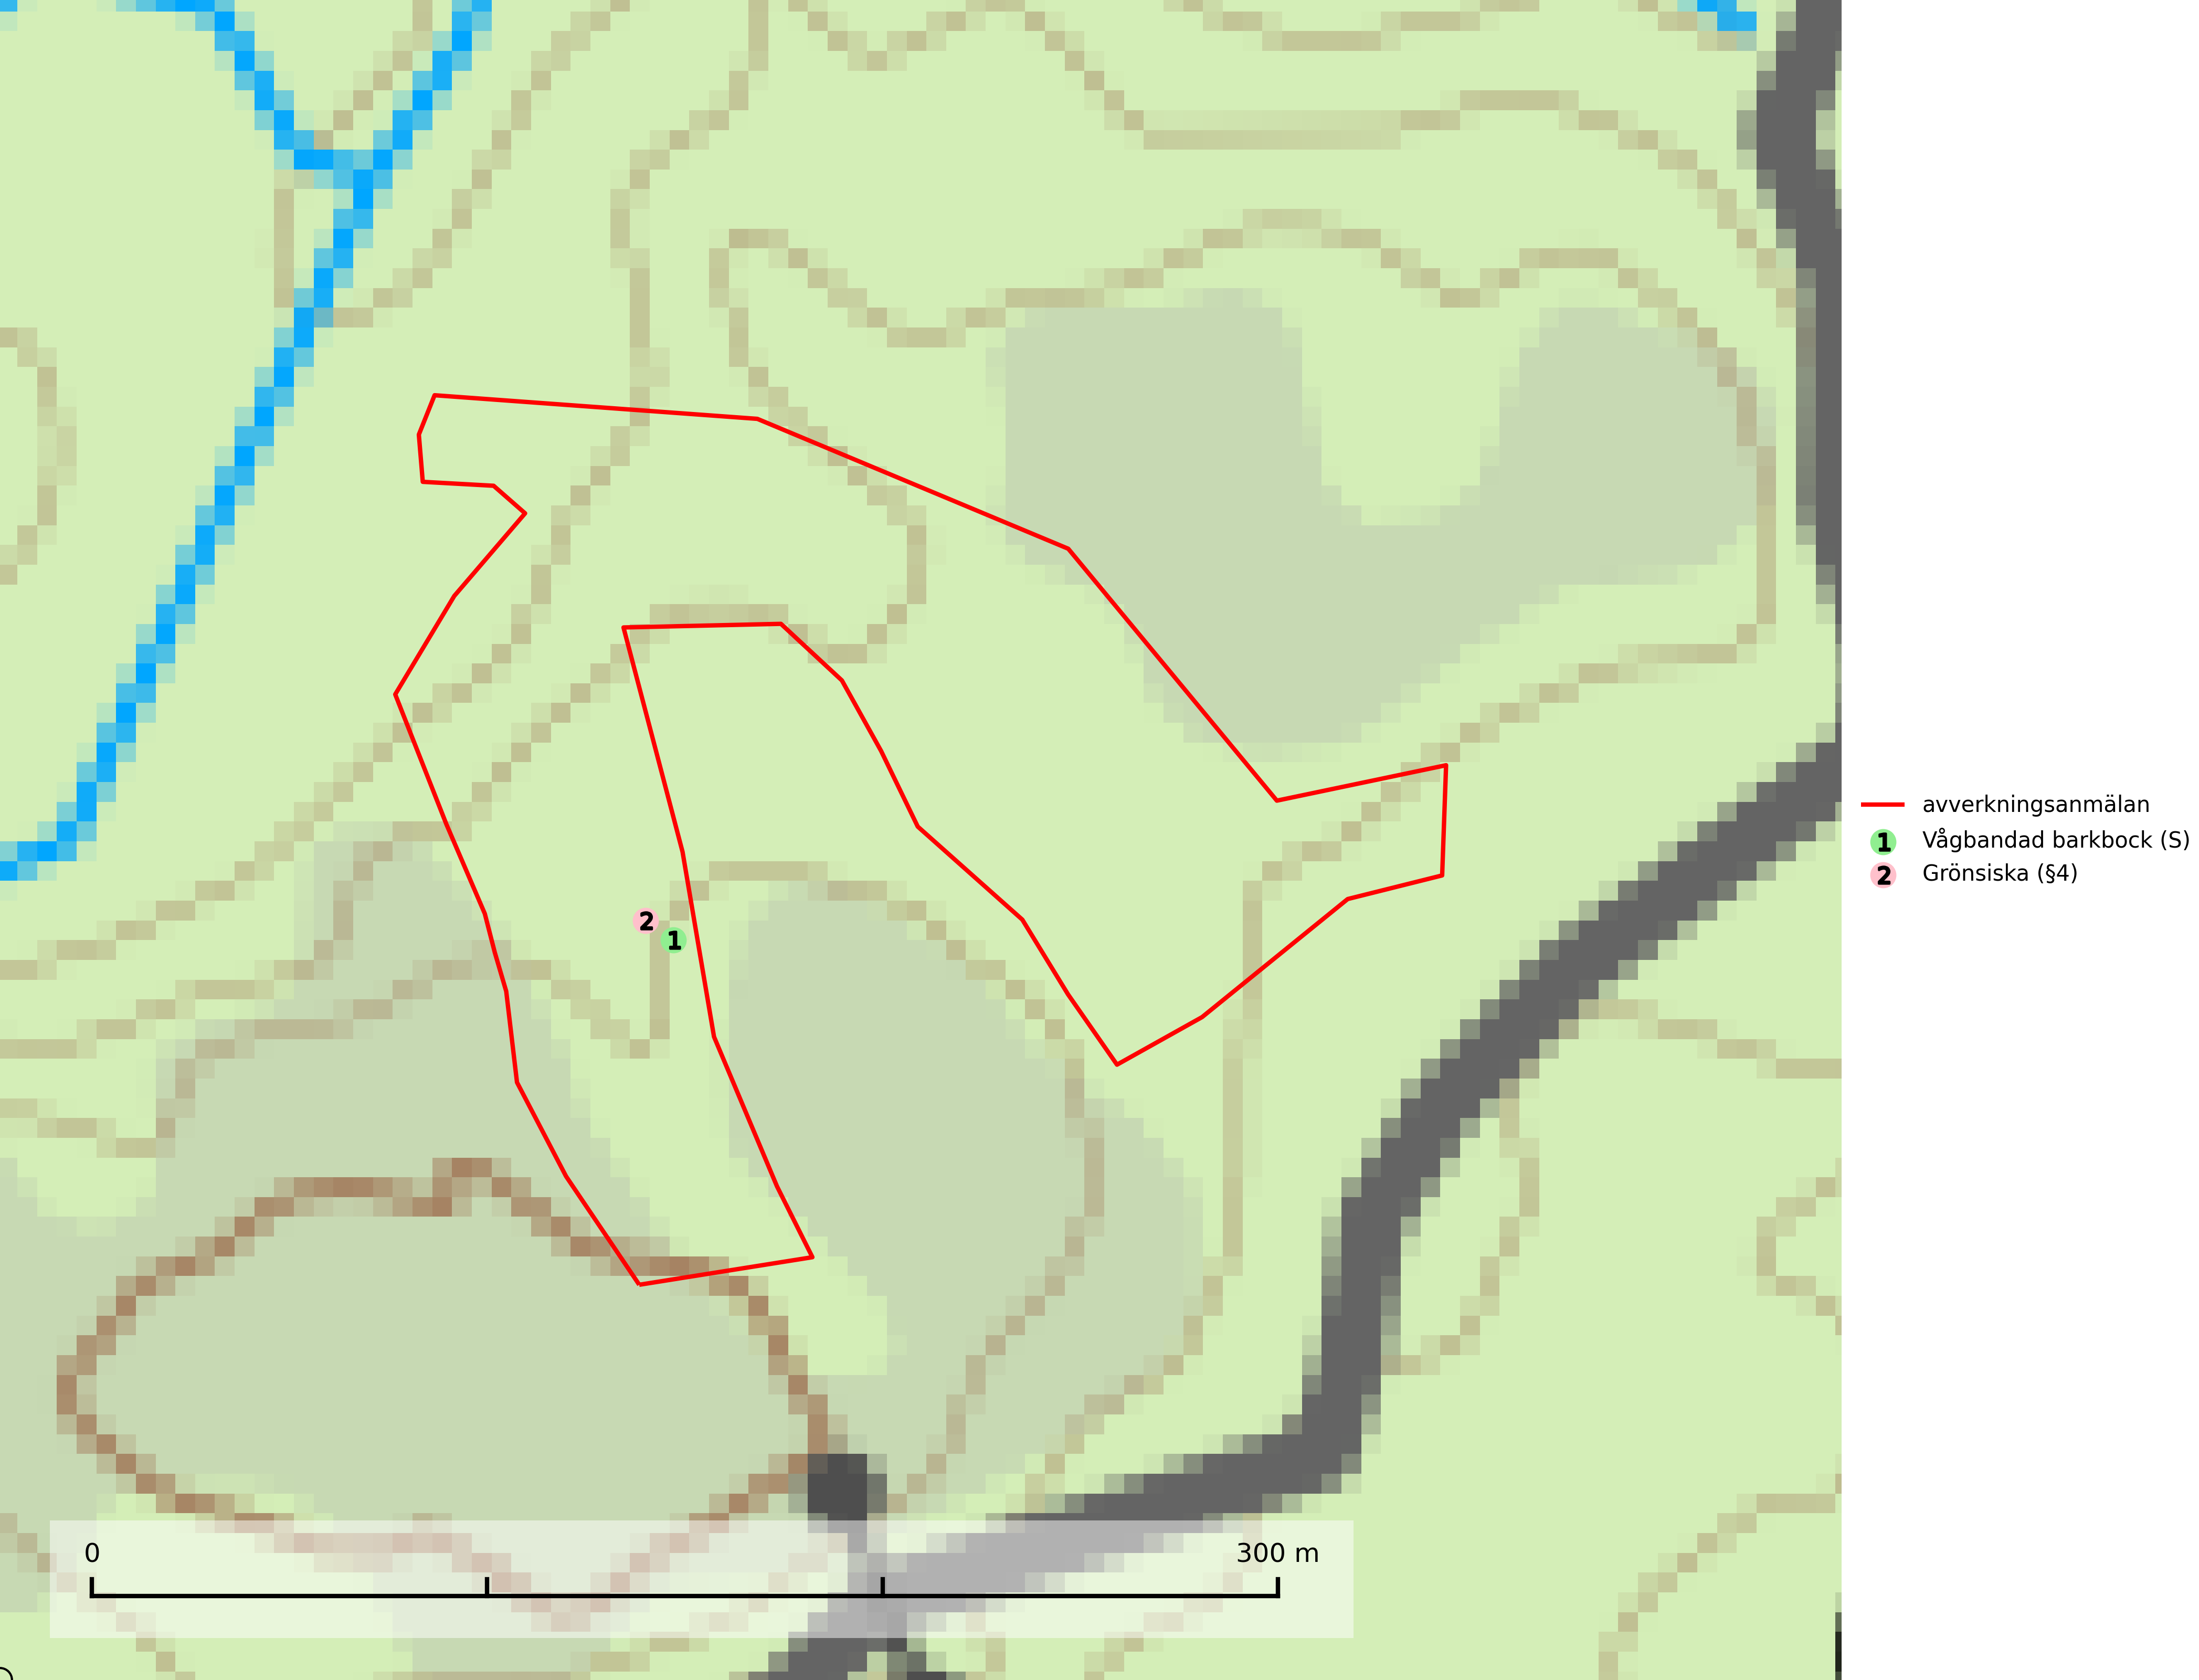 avverkningsanmälan
1 Vågbandad barkbock (S)
2 Grönsiska (§4)
2
1
0 300 m